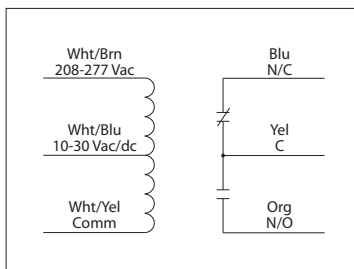 Wht/Brn
208-277 Vac
Wht/Blu
10-30 Vac/dc
Wht/Yel
Comm
Blu
N/C
Yel
C
Org
N/O